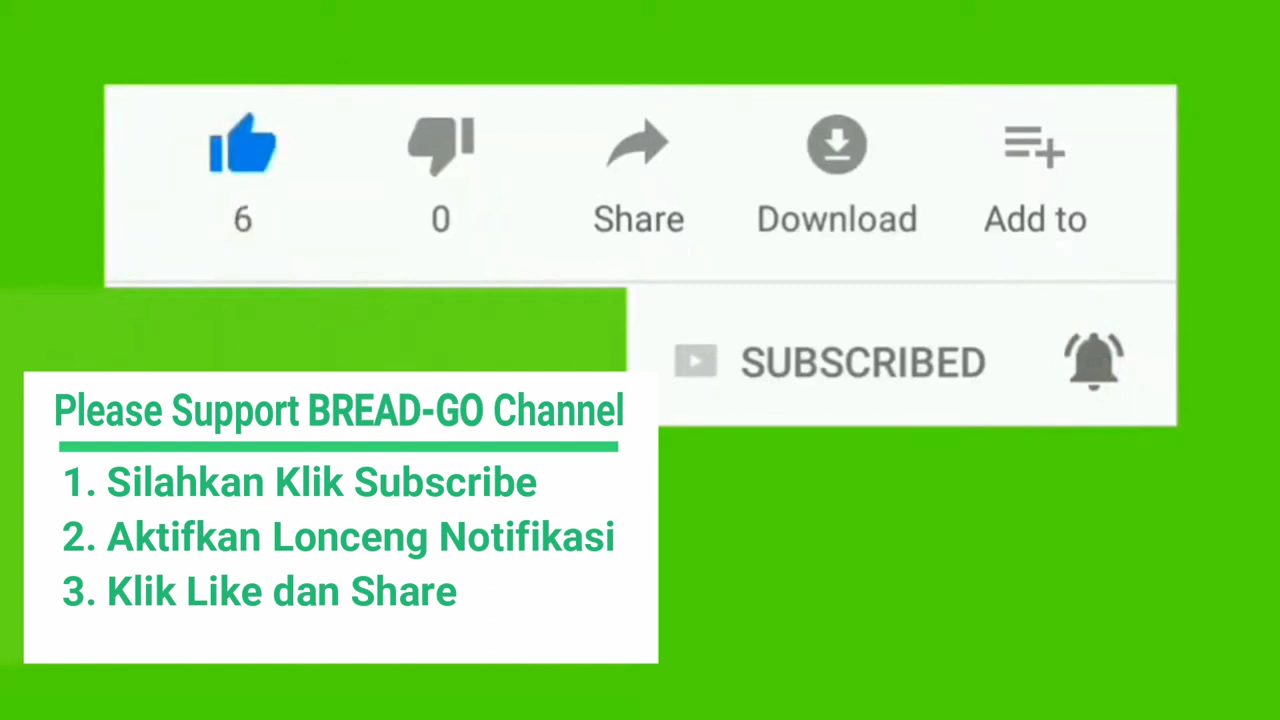 6
0
Share
Download
Add to
SUBSCRIBED
Please Support BREAD-GO Channel
1. Silahkan Klik Subscribe
2. Aktifkan Lonceng Notifikasi
3. Klik Like dan Share